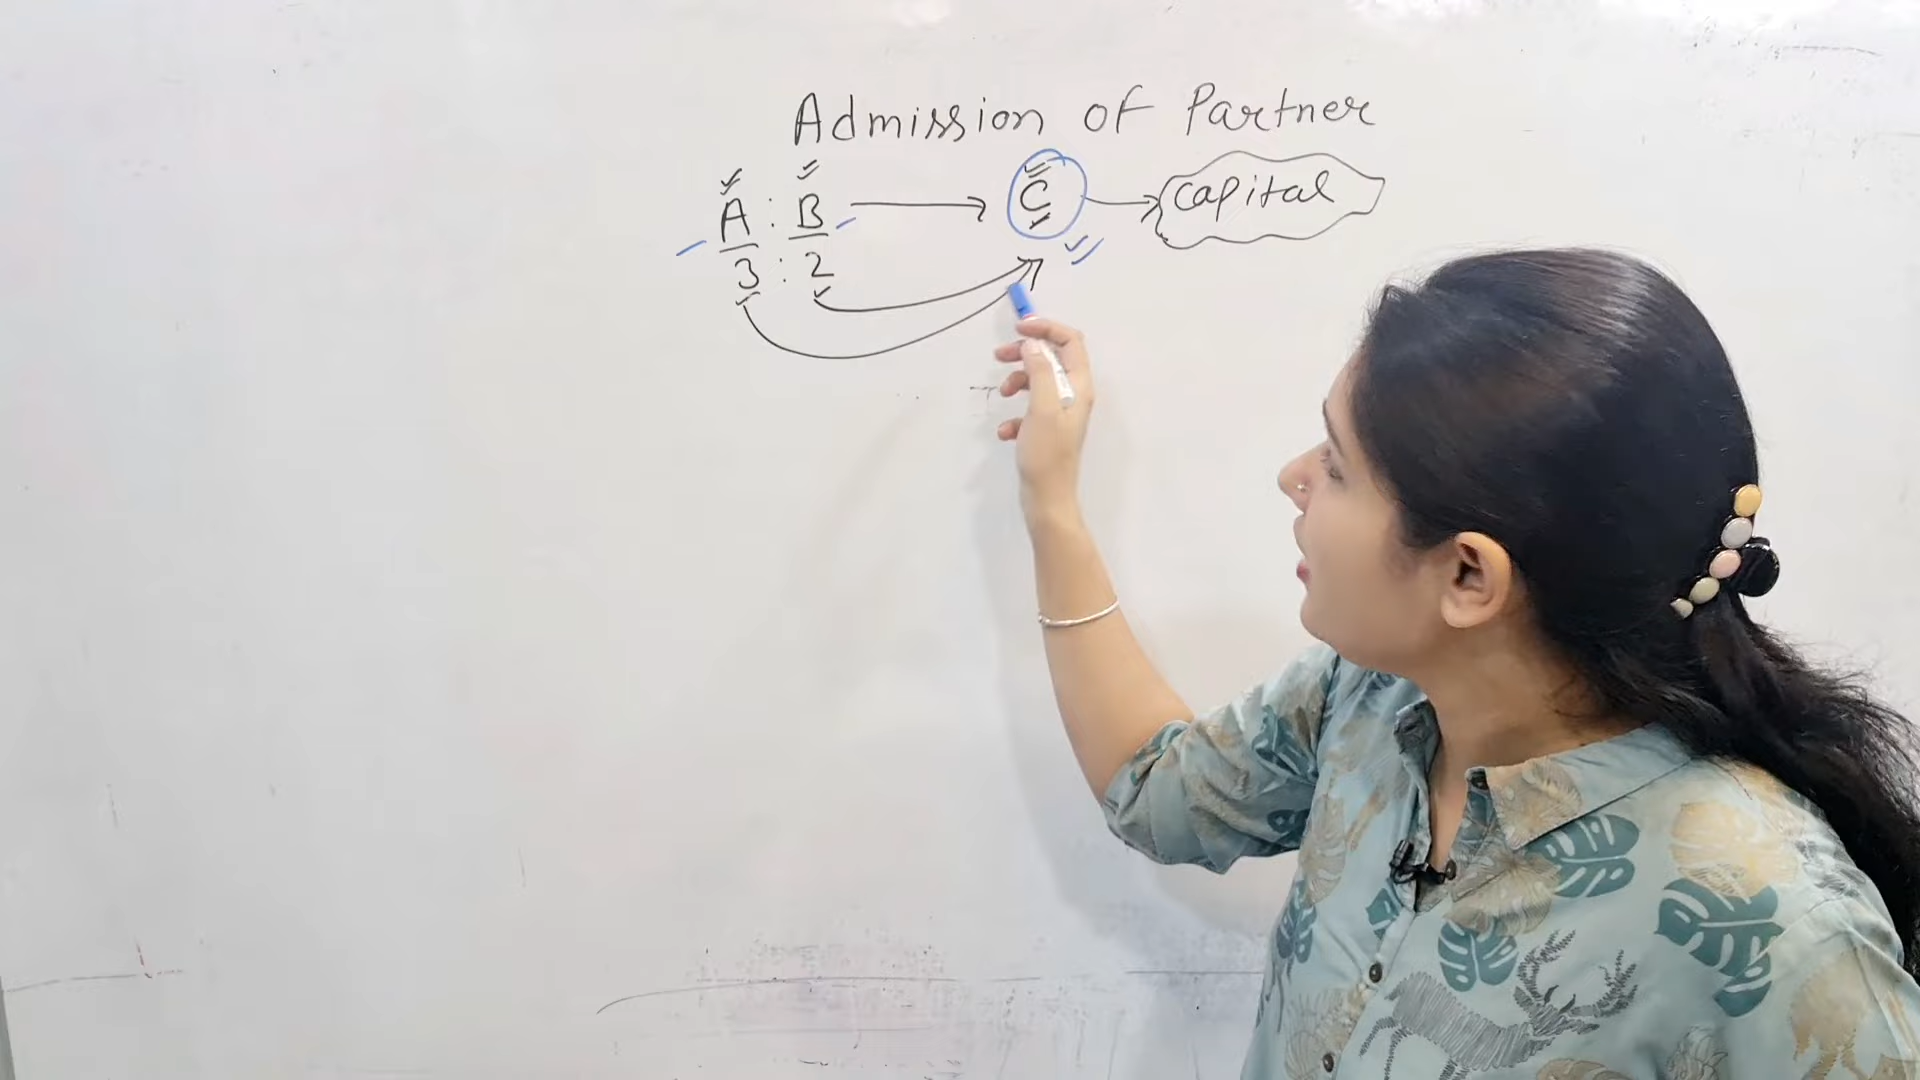 Admission of Partner
A : B → C → capital
3 : 2